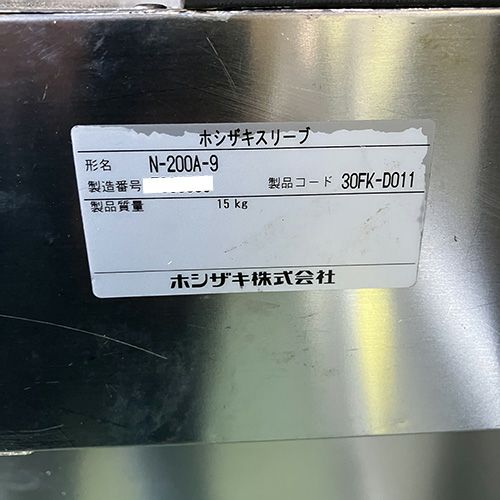 ホシザキスリーブ
形名 N-200A-9
製造番号 製品コード 30FK-D011
製品質量 15 kg
ホシザキ株式会社